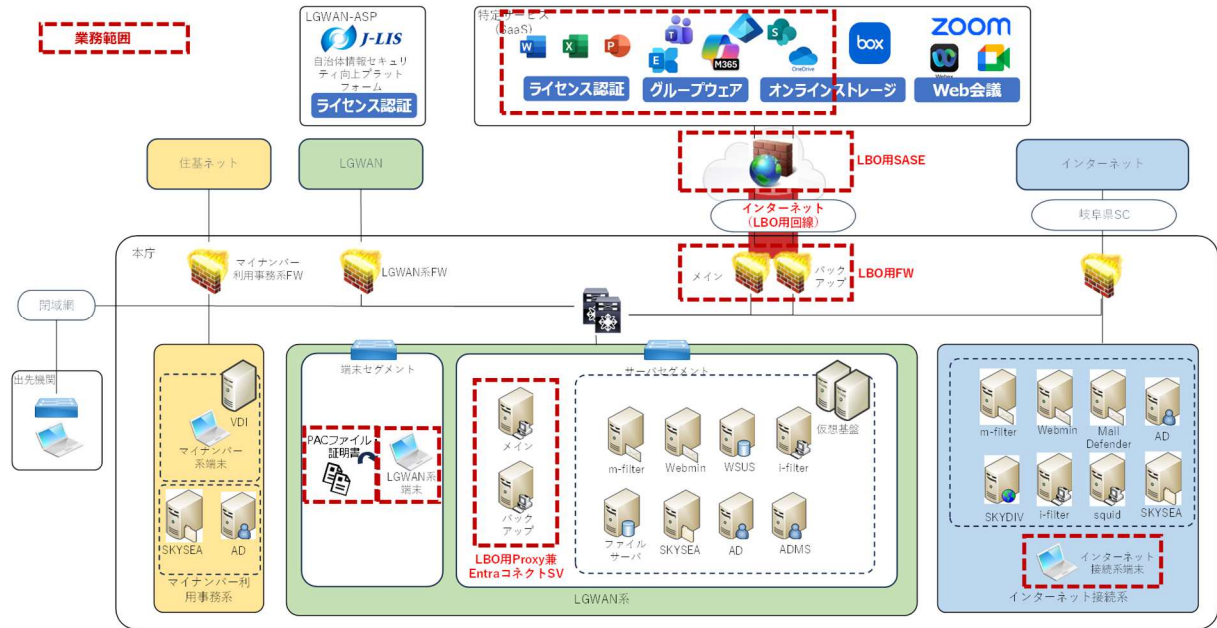 業務範囲
LGWAN-ASP
J-LIS
自治体情報セキュリ
ティ向上プラット
フォーム
ライセンス認証
特定サービス
(SaaS)
W
X
P
T
E
S
M365
OneDrive
box
zoom
Webex
ライセンス認証
グループウェア
オンラインストレージ
Web会議
住基ネット
LGWAN
LBO用SASE
インターネット
インターネット
（LBO用回線）
岐阜県SC
本庁
マイナンバー
利用事務系FW
LGWAN系FW
メイン
バック
アップ
LBO用FW
閉域網
出先機関
VDI
マイナンバー
系端末
SKYSEA
AD
マイナンバー利
用事務系
端末セグメント
PACファイル・
証明書
LGWAN系
端末
サーバセグメント
メイン
バック
アップ
LBO用Proxy兼
EntraコネクトSV
仮想基盤
m-filter
Webmin
WSUS
i-filter
ファイル
サーバ
SKYSEA
AD
ADMS
LGWAN系
m-filter
Webmin
Mail
Defender
AD
SKYDIV
i-filter
squid
SKYSEA
インターネット
接続系端末
インターネット接続系